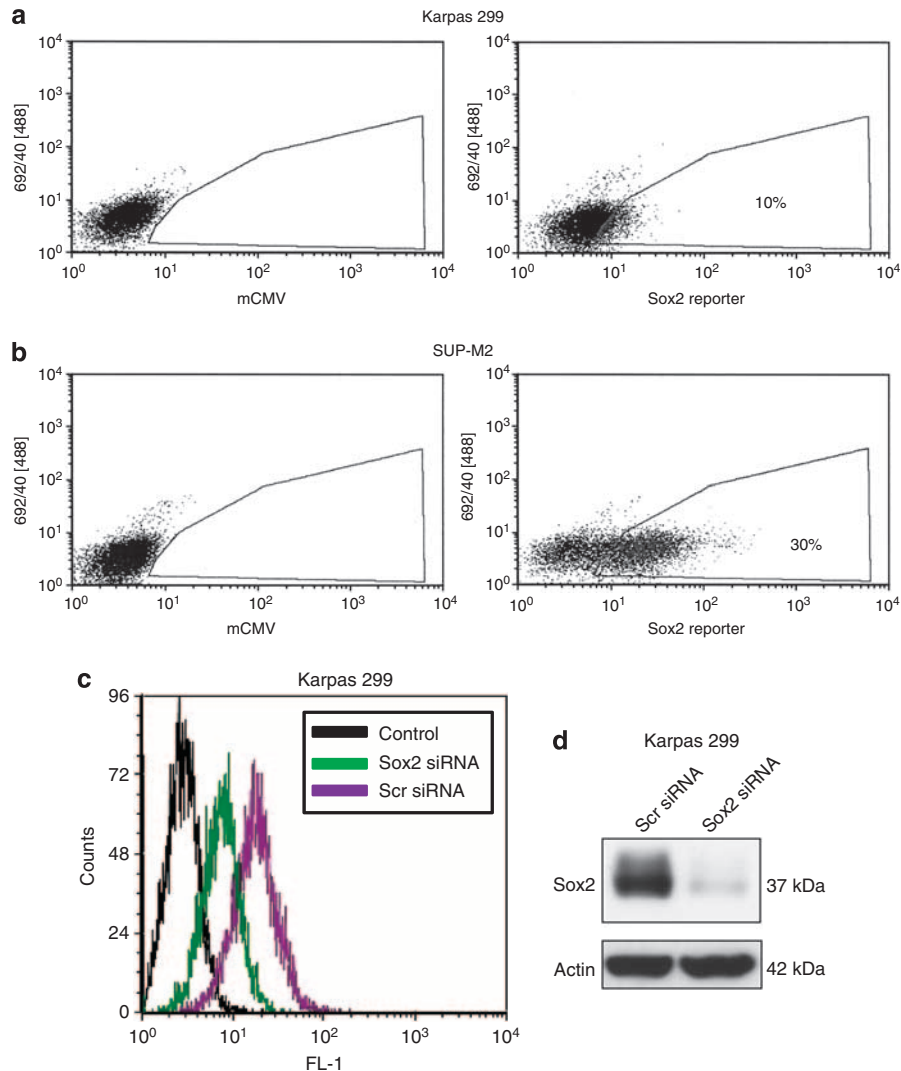 a
Karpas 299
692/40 [488]
10⁴
10³
10²
10¹
10⁰
10⁰ 10¹ 10² 10³ 10⁴
mCMV
692/40 [488]
10⁴
10³
10²
10¹
10⁰
10%
10⁰ 10¹ 10² 10³ 10⁴
Sox2 reporter
b
SUP-M2
692/40 [488]
10⁴
10³
10²
10¹
10⁰
10⁰ 10¹ 10² 10³ 10⁴
mCMV
692/40 [488]
10⁴
10³
10²
10¹
10⁰
30%
10⁰ 10¹ 10² 10³ 10⁴
Sox2 reporter
c
Karpas 299
Counts
96
72
48
24
0
Control
Sox2 siRNA
Scr siRNA
10⁰ 10¹ 10² 10³ 10⁴
FL-1
d
Karpas 299
Scr siRNA
Sox2 siRNA
Sox2 37 kDa
Actin 42 kDa